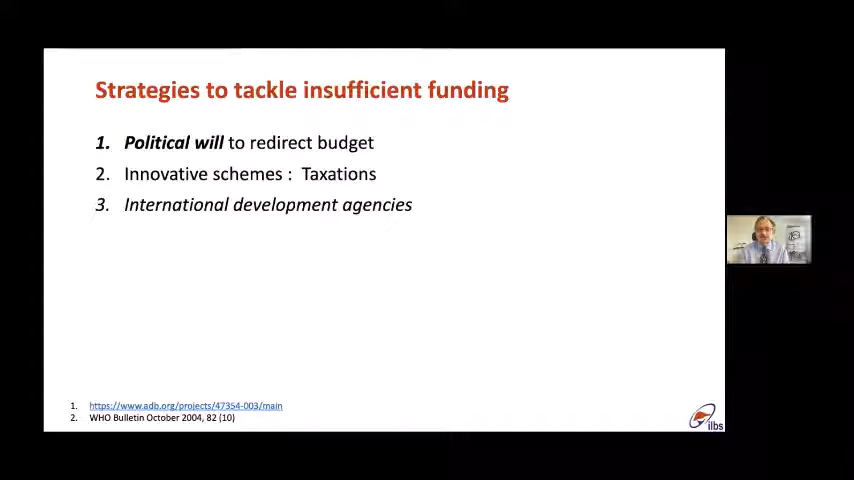 Strategies to tackle insufficient funding
1. Political will to redirect budget
2. Innovative schemes : Taxations
3. International development agencies
1. https://www.adb.org/projects/47354-003/main
2. WHO Bulletin October 2004, 82 (10)
ilbs